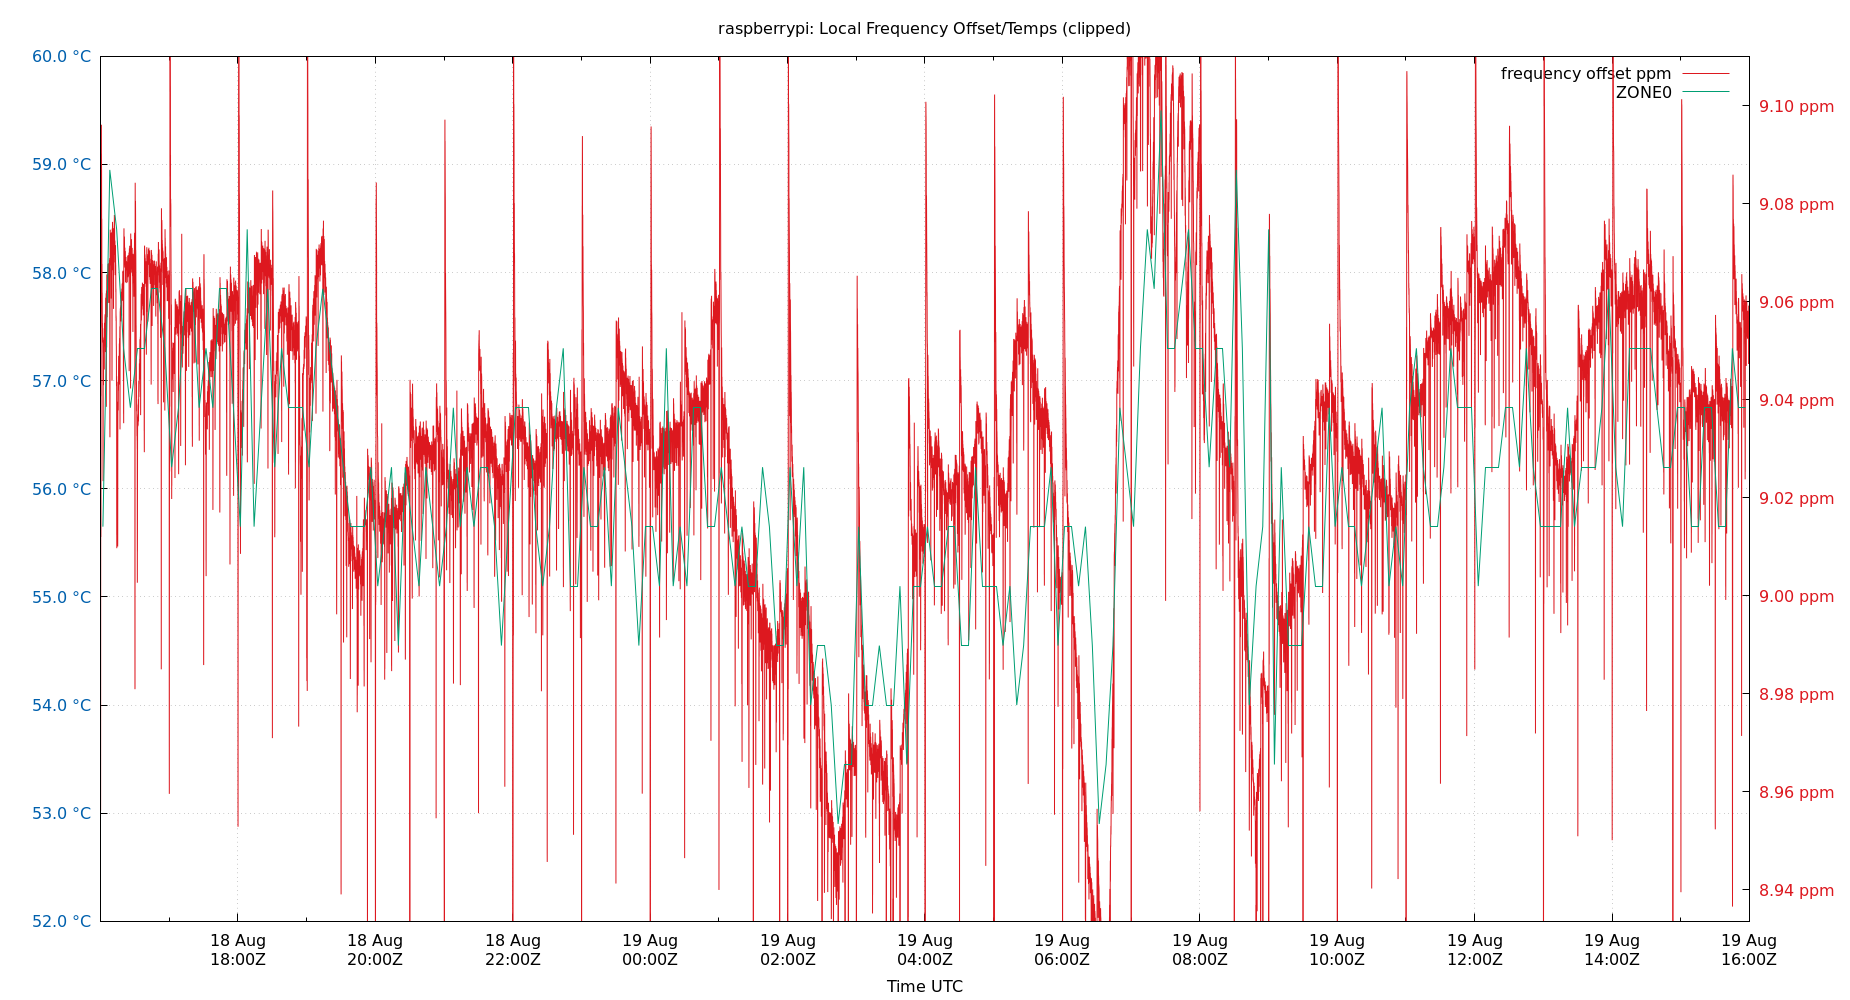 raspberrypi: Local Frequency Offset/Temps (clipped)
60.0 °C
59.0 °C
58.0 °C
57.0 °C
56.0 °C
55.0 °C
54.0 °C
53.0 °C
52.0 °C
frequency offset ppm
ZONE0
9.10 ppm
9.08 ppm
9.06 ppm
9.04 ppm
9.02 ppm
9.00 ppm
8.98 ppm
8.96 ppm
8.94 ppm
18 Aug 18 Aug 18 Aug 19 Aug 19 Aug 19 Aug 19 Aug 19 Aug 19 Aug 19 Aug 19 Aug 19 Aug
18:00Z 20:00Z 22:00Z 00:00Z 02:00Z 04:00Z 06:00Z 08:00Z 10:00Z 12:00Z 14:00Z 16:00Z
Time UTC